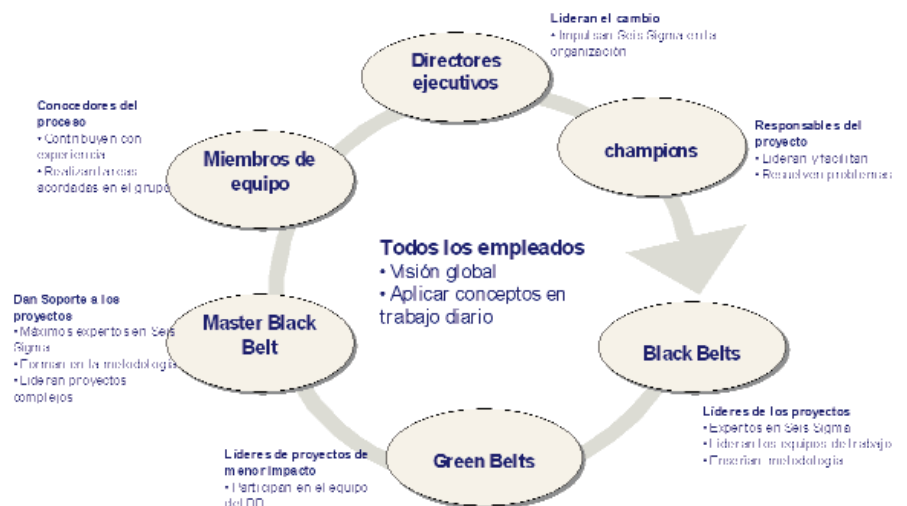 Lideran el cambio
• Impulsan Seis Sigma en la
organización
Directores
ejecutivos
Conocedores del
proceso
• Contribuyen con
experiencia
• Realizan tareas
acordadas en el grupo
Miembros de
equipo
champions
Responsables del
proyecto
• Lideran y facilitan
• Resuelven problemas
Todos los empleados
• Visión global
• Aplicar conceptos en
trabajo diario
Dan Soporte a los
proyectos
• Máximos expertos en Seis
Sigma
• Forman en la metodología
• Lideran proyectos
complejos
Master Black
Belt
Black Belts
Líderes de los proyectos
• Expertos en Seis Sigma
• Lideran los equipos de trabajo
• Enseñan metodología
Líderes de proyectos de
menor impacto
• Participan en el equipo
del
Green Belts